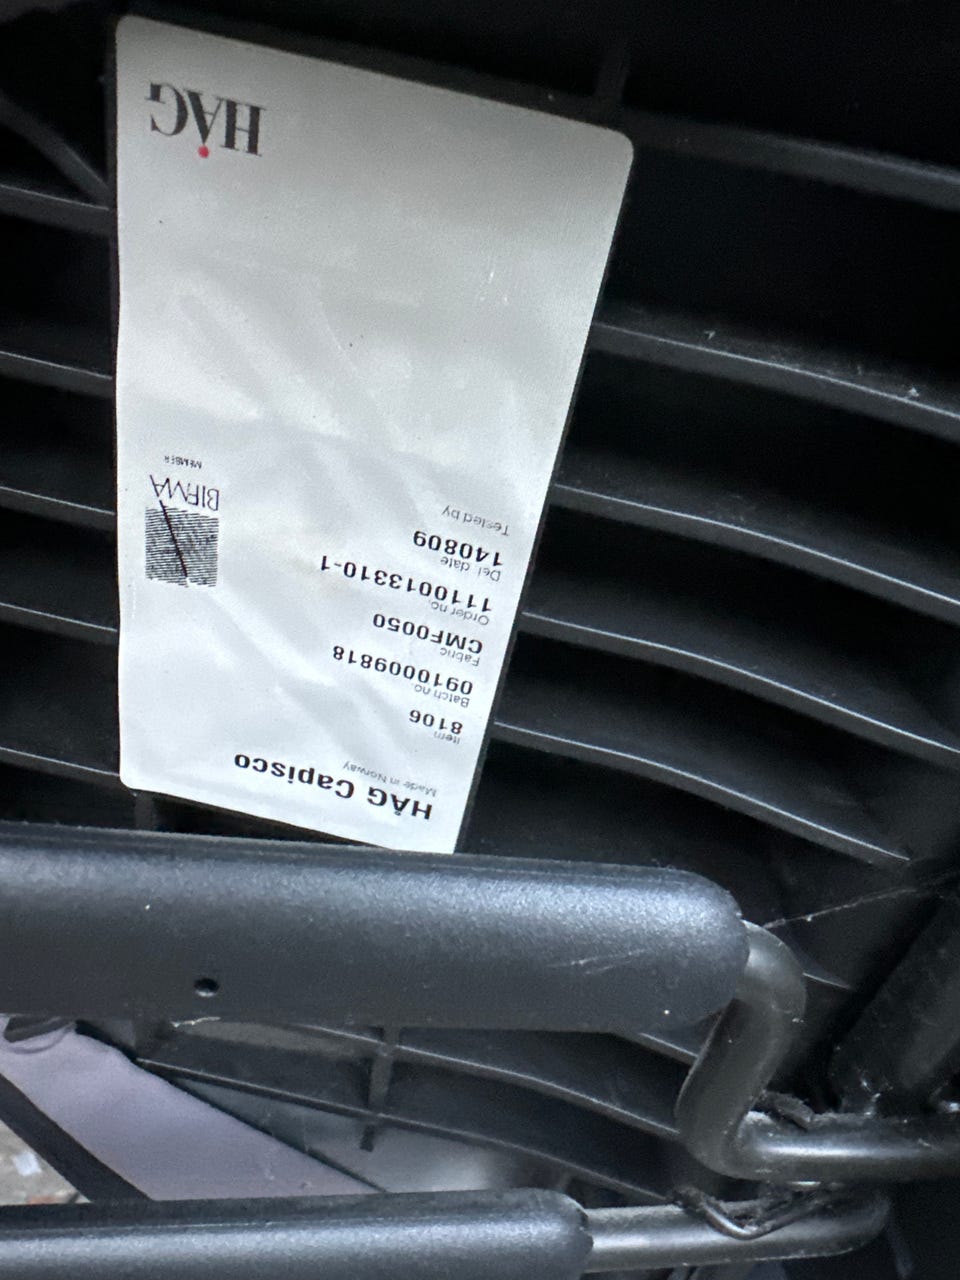 HÅG Capisco
Made in Norway
Item
8106
Batch no.
0910009818
Fabric
CMF0050
Order no.
1110013310-1
Del. date
140809
Tested by
BIFMA
MEMBER
HÅG